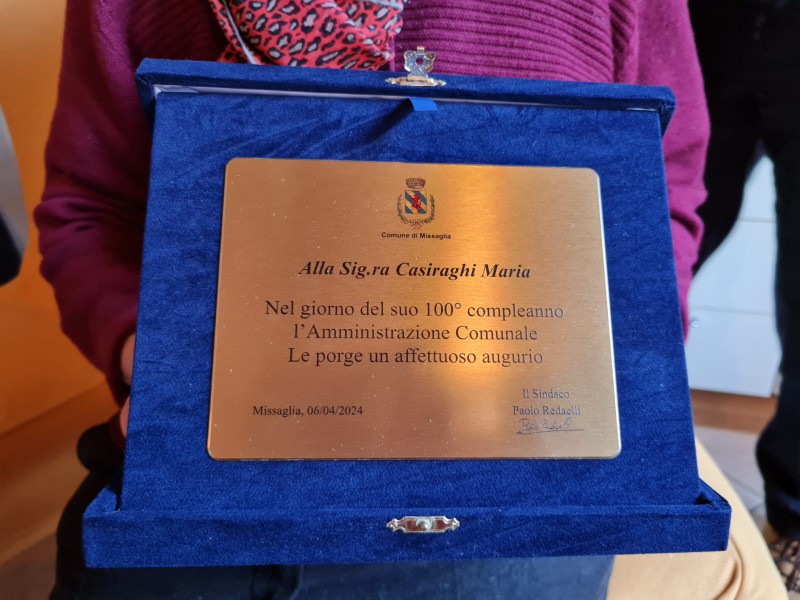 Comune di Missaglia
Alla Sig.ra Casiraghi Maria
Nel giorno del suo 100° compleanno
l'Amministrazione Comunale
Le porge un affettuoso augurio
Il Sindaco
Missaglia, 06/04/2024 Paolo Redaelli